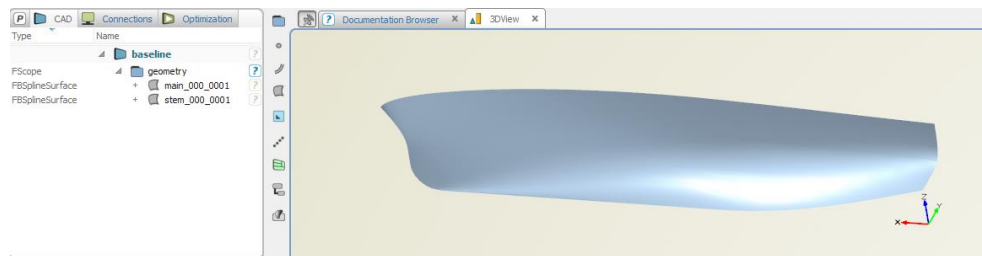 P CAD Connections Optimization ? Documentation Browser × 3DView ×
Type Name
baseline ?
FScope geometry ?
FBSplineSurface + main_000_0001 ?
FBSplineSurface + stem_000_0001 ?
Z
Y
X